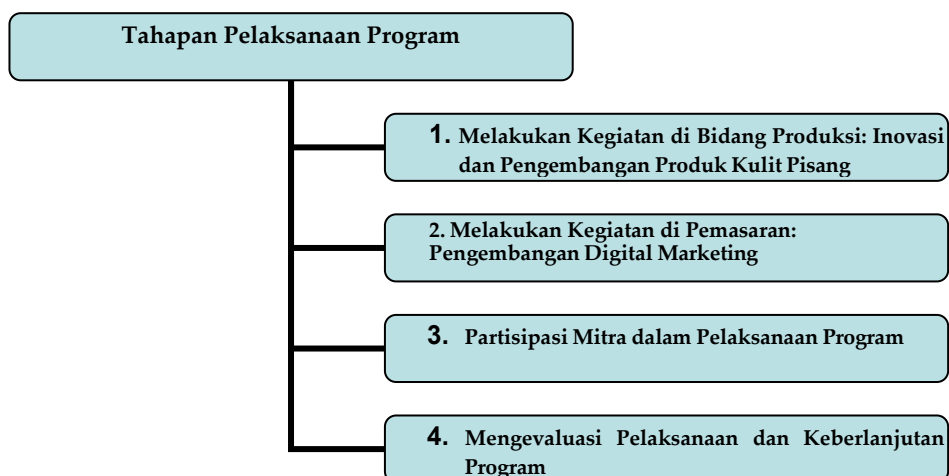 Tahapan Pelaksanaan Program
1. Melakukan Kegiatan di Bidang Produksi: Inovasi
dan Pengembangan Produk Kulit Pisang
2. Melakukan Kegiatan di Pemasaran:
Pengembangan Digital Marketing
3. Partisipasi Mitra dalam Pelaksanaan Program
4. Mengevaluasi Pelaksanaan dan Keberlanjutan
Program